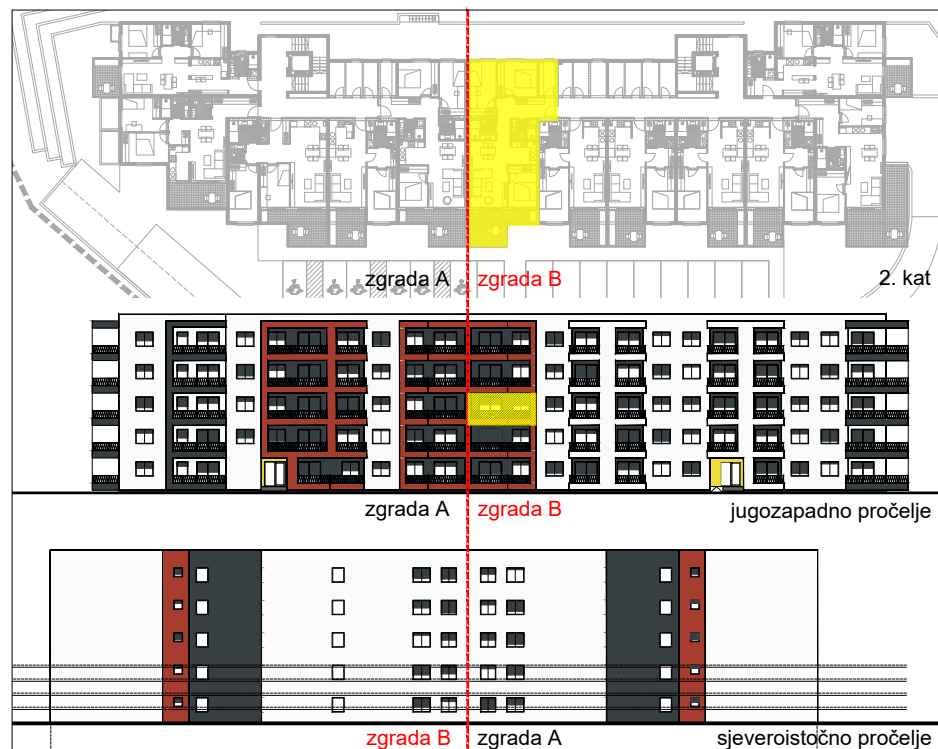 zgrada A zgrada B 2. kat
zgrada A zgrada B jugozapadno pročelje
zgrada B zgrada A sjeveroistočno pročelje